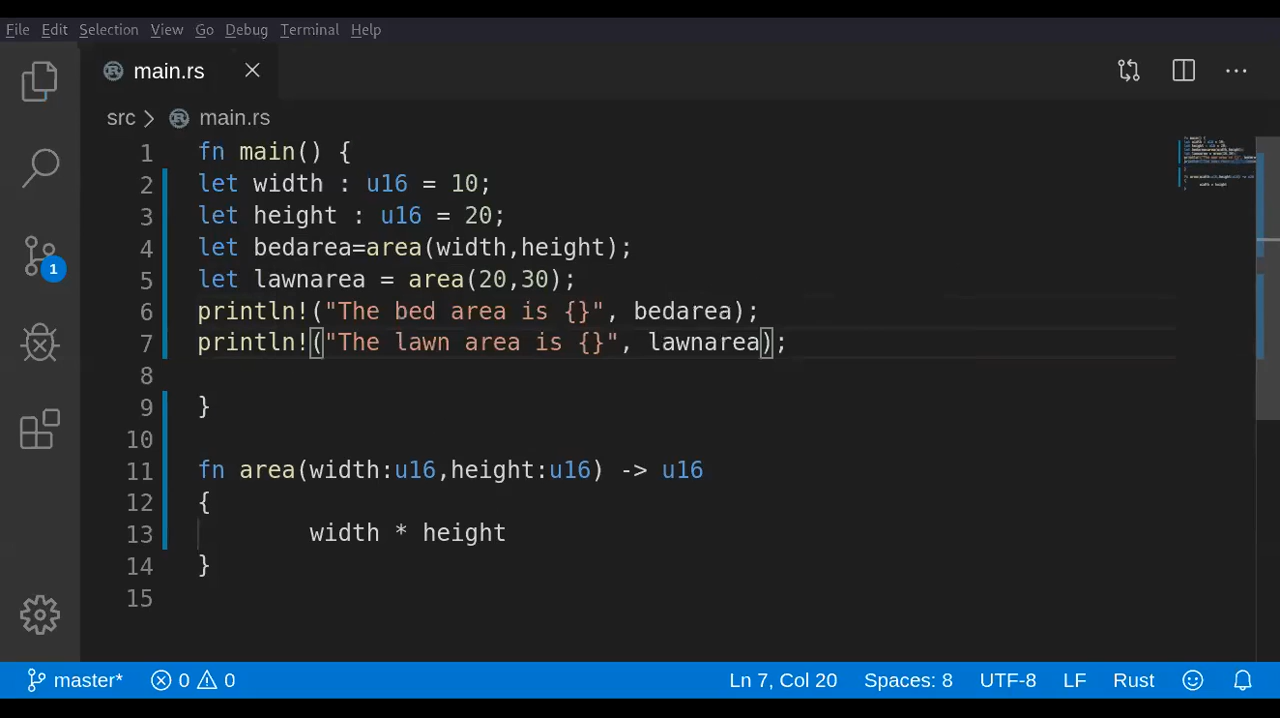 File Edit Selection View Go Debug Terminal Help
main.rs
src > main.rs
1 fn main() {
2 let width : u16 = 10;
3 let height : u16 = 20;
4 let bedarea=area(width,height);
5 let lawnarea = area(20,30);
6 println!("The bed area is {}", bedarea);
7 println!("The lawn area is {}", lawnarea);
8
9 }
10
11 fn area(width:u16,height:u16) -> u16
12 {
13 width * height
14 }
15
1
master* 0 0 Ln 7, Col 20 Spaces: 8 UTF-8 LF Rust